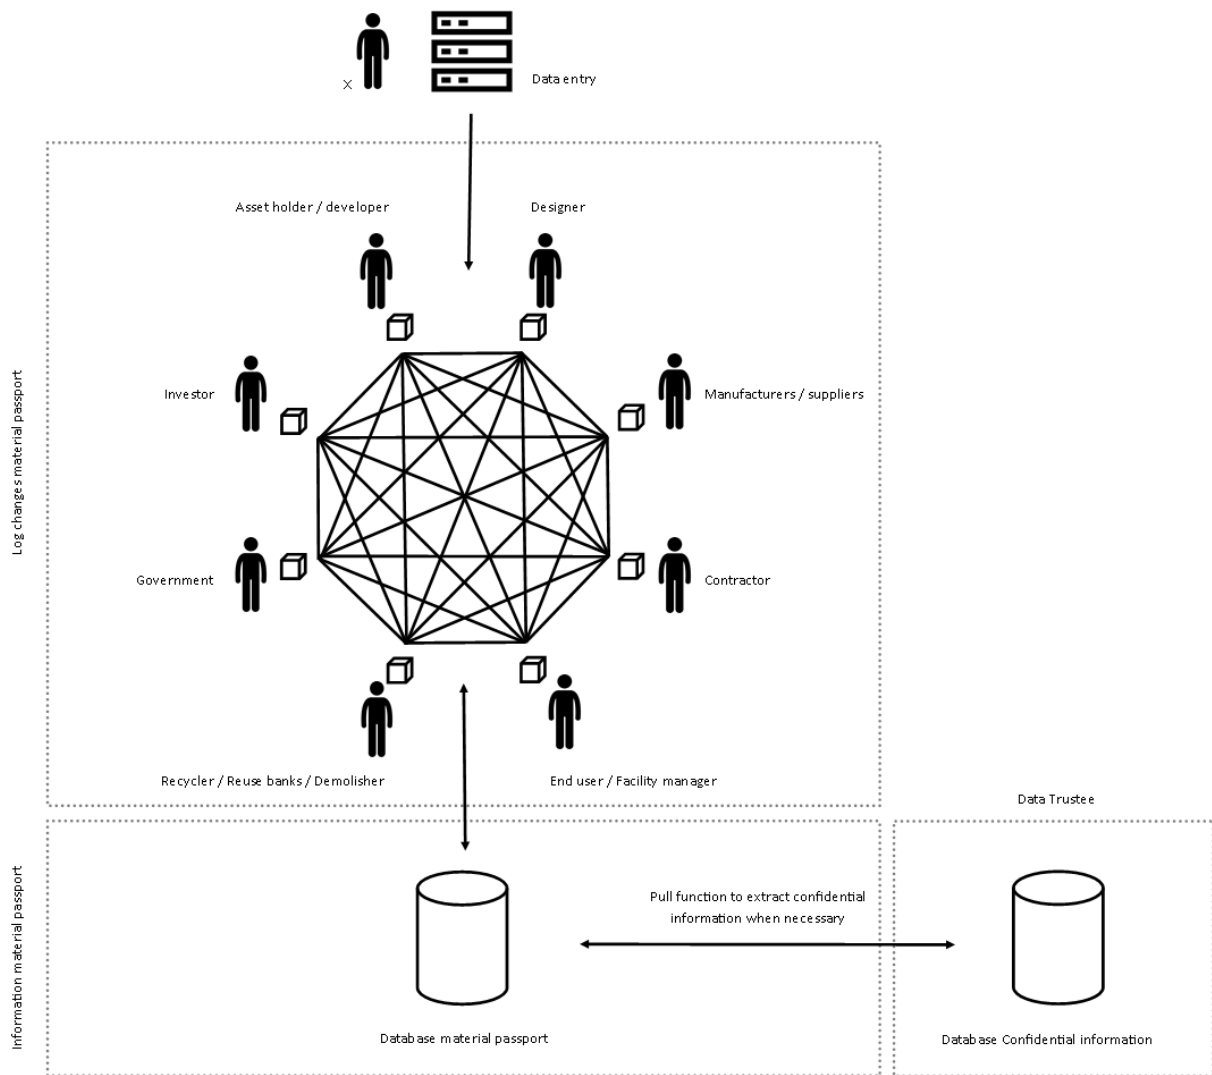 X
Data entry
Asset holder / developer
Designer
Investor
Manufacturers / suppliers
Log changes material passport
Government
Contractor
Recycler / Reuse banks / Demolisher
End user / Facility manager
Data Trustee
Information material passport
Pull function to extract confidential
information when necessary
Database material passport
Database Confidential information